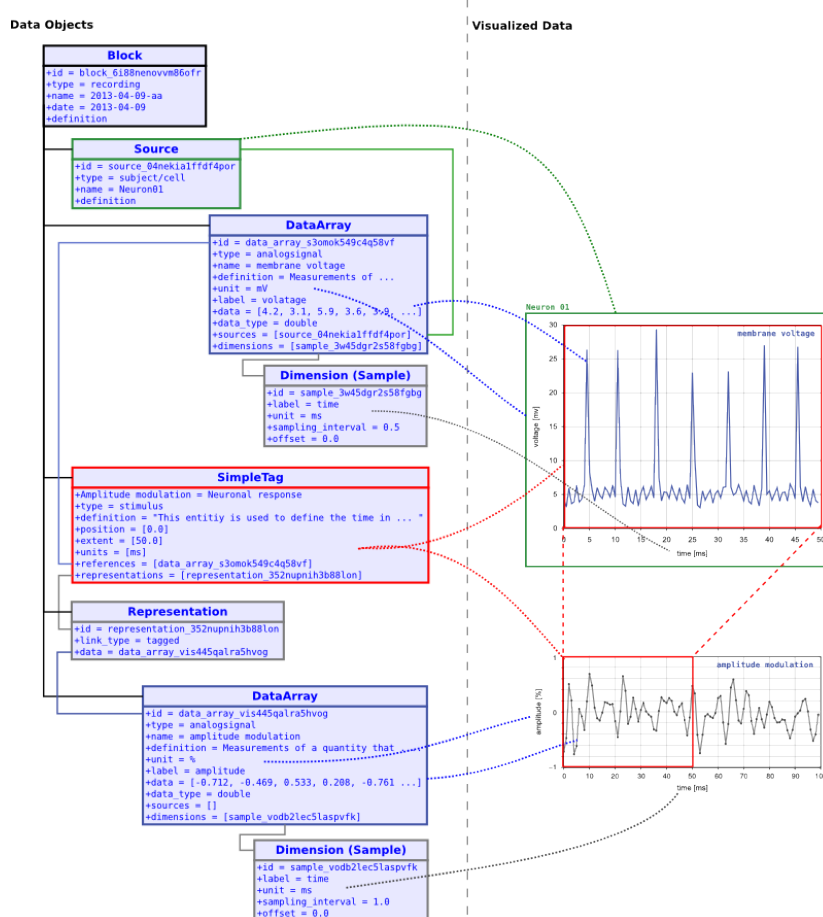 Data Objects
Visualized Data
Block
+id = block_6i88nenovvm86ofr
+type = recording
+name = 2013-04-09-aa
+date = 2013-04-09
+definition
Source
+id = source_04nekia1ffdf4por
+type = subject/cell
+name = Neuron01
+definition
DataArray
+id = data_array_s3omok549c4q58vf
+type = analogsignal
+name = membrane voltage
+definition = Measurements of ...
+unit = mV
+label = volatage
+data = [4.2, 3.1, 5.9, 3.6, 3.9, ...]
+data_type = double
+sources = [source_04nekia1ffdf4por]
+dimensions = [sample_3w45dgr2s58fgbg]
Dimension (Sample)
+id = sample_3w45dgr2s58fgbg
+label = time
+unit = ms
+sampling_interval = 0.5
+offset = 0.0
SimpleTag
+Amplitude modulation = Neuronal response
+type = stimulus
+definition = "This entitiy is used to define the time in ... "
+position = [0.0]
+extent = [50.0]
+units = [ms]
+references = [data_array_s3omok549c4q58vf]
+representations = [representation_352nupnih3b88lon]
Representation
+id = representation_352nupnih3b88lon
+link_type = tagged
+data = data_array_vis445qalra5hvog
DataArray
+id = data_array_vis445qalra5hvog
+type = analogsignal
+name = amplitude modulation
+definition = Measurements of a quantity that ...
+unit = %
+label = amplitude
+data = [-0.712, -0.469, 0.533, 0.208, -0.761 ...]
+data_type = double
+sources = []
+dimensions = [sample_vodb2lec5laspvfk]
Dimension (Sample)
+id = sample_vodb2lec5laspvfk
+label = time
+unit = ms
+sampling_interval = 1.0
+offset = 0.0
Neuron 01
membrane voltage
voltage [mv]
30
25
20
15
10
5
0
0 5 10 15 20 25 30 35 40 45 50
time [ms]
amplitude modulation
amplitude [%]
1
0
−1
0 10 20 30 40 50 60 70 80 90 100
time [ms]